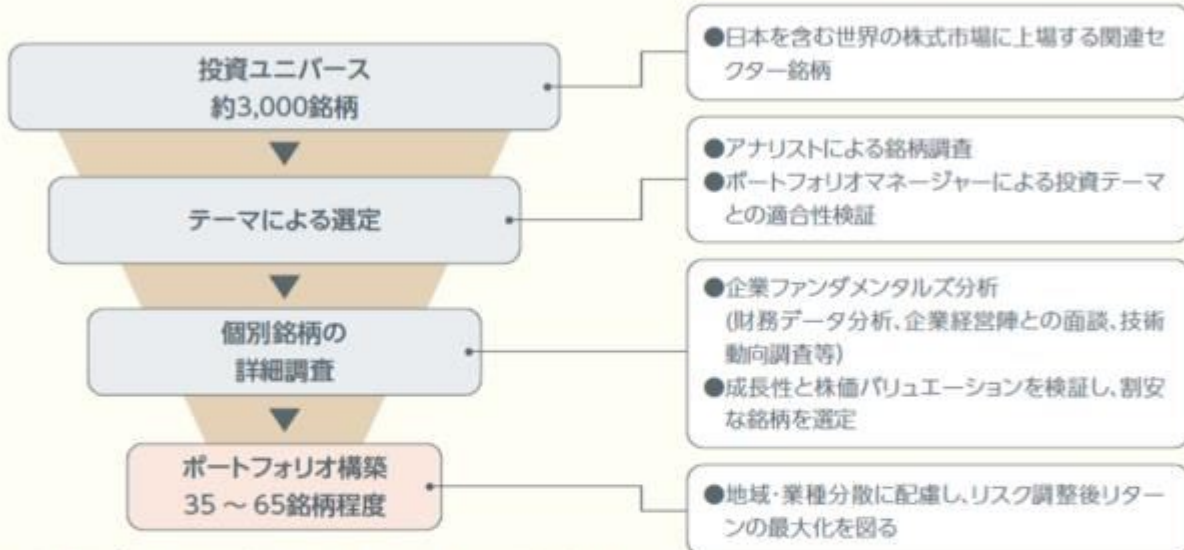 投資ユニバース
約3,000銘柄
●日本を含む世界の株式市場に上場する関連セ
クター銘柄
テーマによる選定
●アナリストによる銘柄調査
●ポートフォリオマネージャーによる投資テーマ
との適合性検証
個別銘柄の
詳細調査
●企業ファンダメンタルズ分析
(財務データ分析、企業経営陣との面談、技術
動向調査等)
●成長性と株価バリュエーションを検証し、割安
な銘柄を選定
ポートフォリオ構築
35 ～ 65銘柄程度
●地域・業種分散に配慮し、リスク調整後リター
ンの最大化を図る